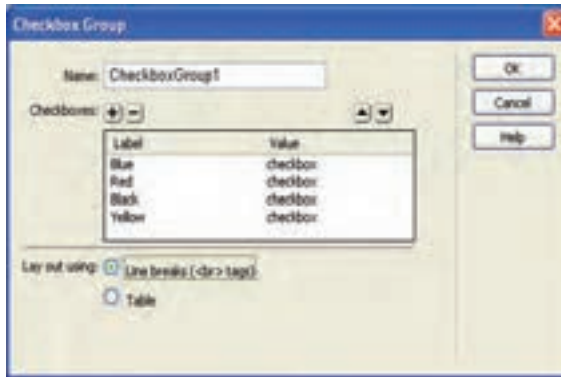 Checkbox Group
Name: CheckboxGroup1
OK
Checkboxes:
Cancel
Help
Label Value
Blue checkbox
Red checkbox
Black checkbox
Yellow checkbox
Lay out using: Line breaks (<br> tags)
Table